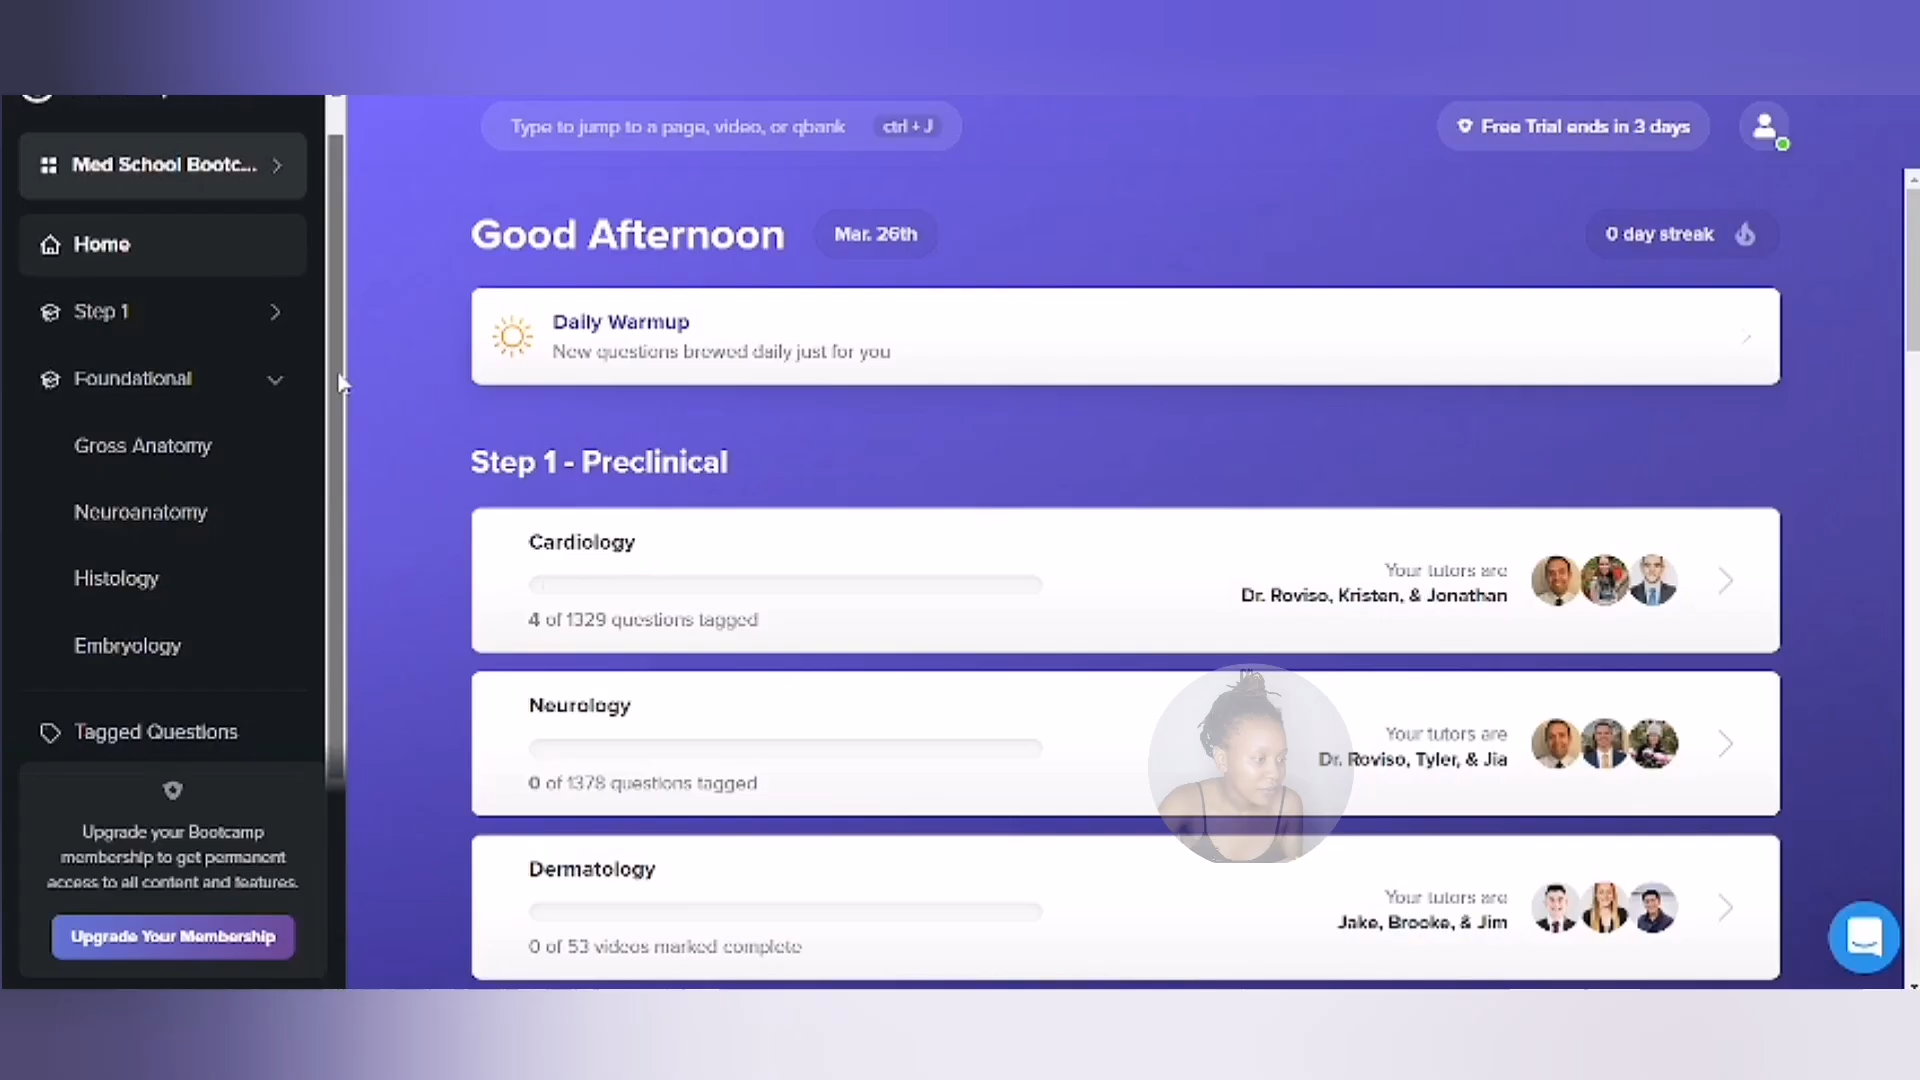 Med School Bootc...
Home
Step 1
Foundational
Gross Anatomy
Neuroanatomy
Histology
Embryology
Tagged Questions
Upgrade your Bootcamp
membership to get permanent
access to all content and features.
Upgrade Your Membership
Type to jump to a page, video, or qbank ctrl + J
Free Trial ends in 3 days
Good Afternoon Mar. 26th
0 day streak
Daily Warmup
New questions brewed daily just for you
Step 1 - Preclinical
Cardiology
4 of 1329 questions tagged
Your tutors are
Dr. Roviso, Kristen, & Jonathan
Neurology
0 of 1378 questions tagged
Your tutors are
Dr. Roviso, Tyler, & Jia
Dermatology
0 of 53 videos marked complete
Your tutors are
Jake, Brooke, & Jim